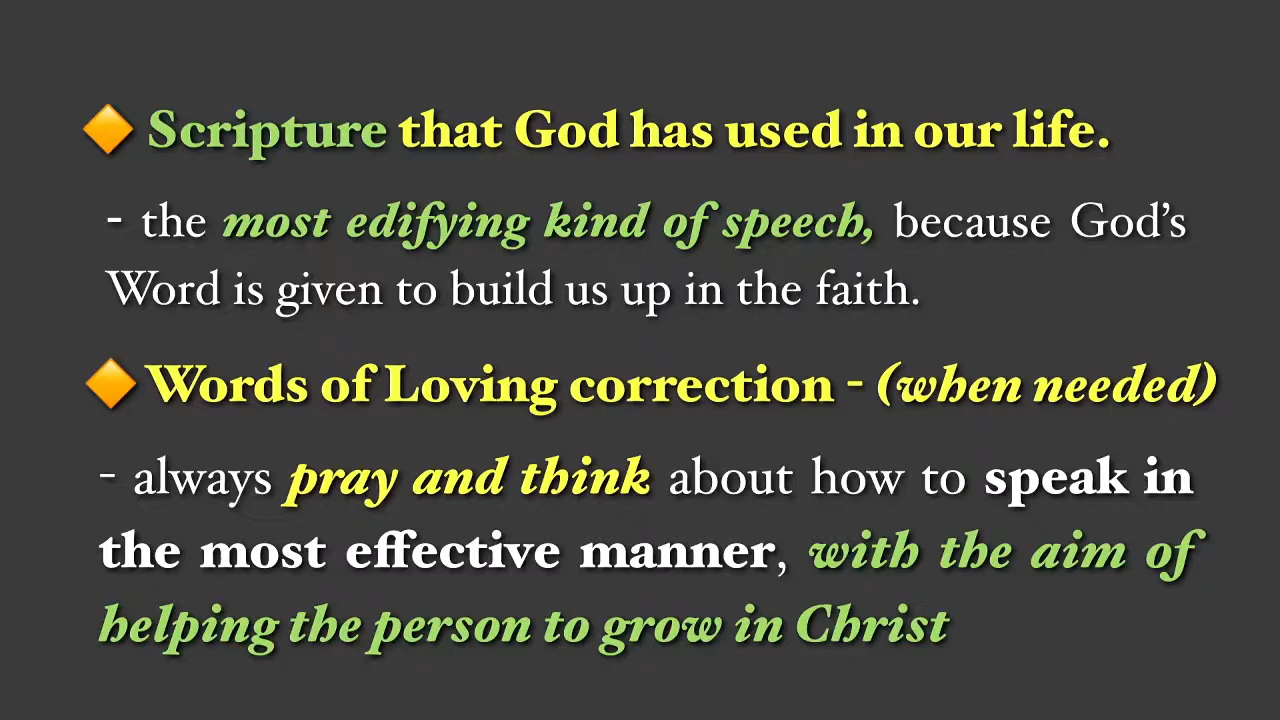 🔶 Scripture that God has used in our life.
- the most edifying kind of speech, because God’s
Word is given to build us up in the faith.
🔶 Words of Loving correction - (when needed)
- always pray and think about how to speak in
the most effective manner, with the aim of
helping the person to grow in Christ